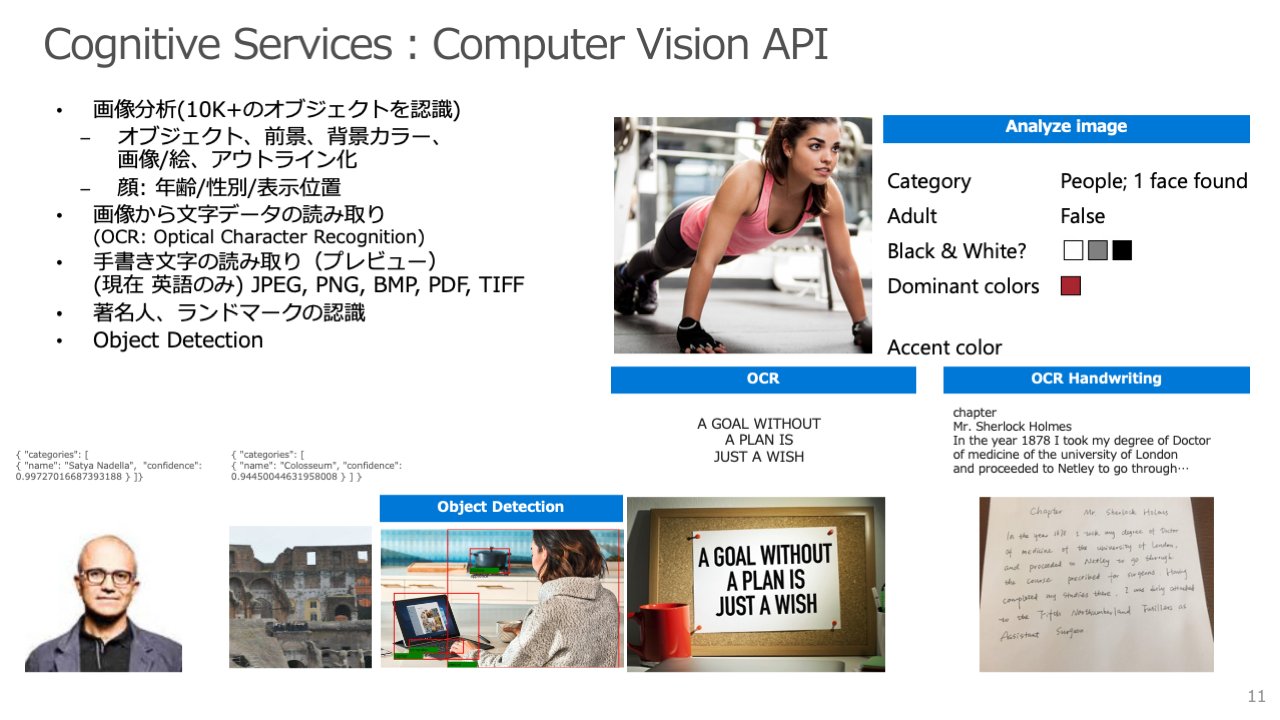 Cognitive Services : Computer Vision API
• 画像分析(10K+のオブジェクトを認識)
– オブジェクト、前景、背景カラー、
画像/絵、アウトライン化
– 顔: 年齢/性別/表示位置
• 画像から文字データの読み取り
(OCR: Optical Character Recognition)
• 手書き文字の読み取り（プレビュー）
(現在 英語のみ) JPEG, PNG, BMP, PDF, TIFF
• 著名人、ランドマークの認識
• Object Detection
Analyze image
Category People; 1 face found
Adult False
Black & White?
Dominant colors
Accent color
OCR
A GOAL WITHOUT
A PLAN IS
JUST A WISH
OCR Handwriting
chapter
Mr. Sherlock Holmes
In the year 1878 I took my degree of Doctor
of medicine of the university of London
and proceeded to Netley to go through…
{ "categories": [
{ "name": "Satya Nadella", "confidence":
0.99727016687393188 } ]}
{ "categories": [
{ "name": "Colosseum", "confidence":
0.94450044631958008 } ] }
Object Detection
A GOAL WITHOUT
A PLAN IS
JUST A WISH
Chapter Mr. Sherlock Holmes
In the year 1878 I took my degree of Doctor
of medicine of the university of London,
and proceeded to Netley to go through
the course prescribed for surgeons. Having
completed my studies there, I was duly attached
to the Fifth Northumberland Fusiliers as
Assistant Surgeon.
11